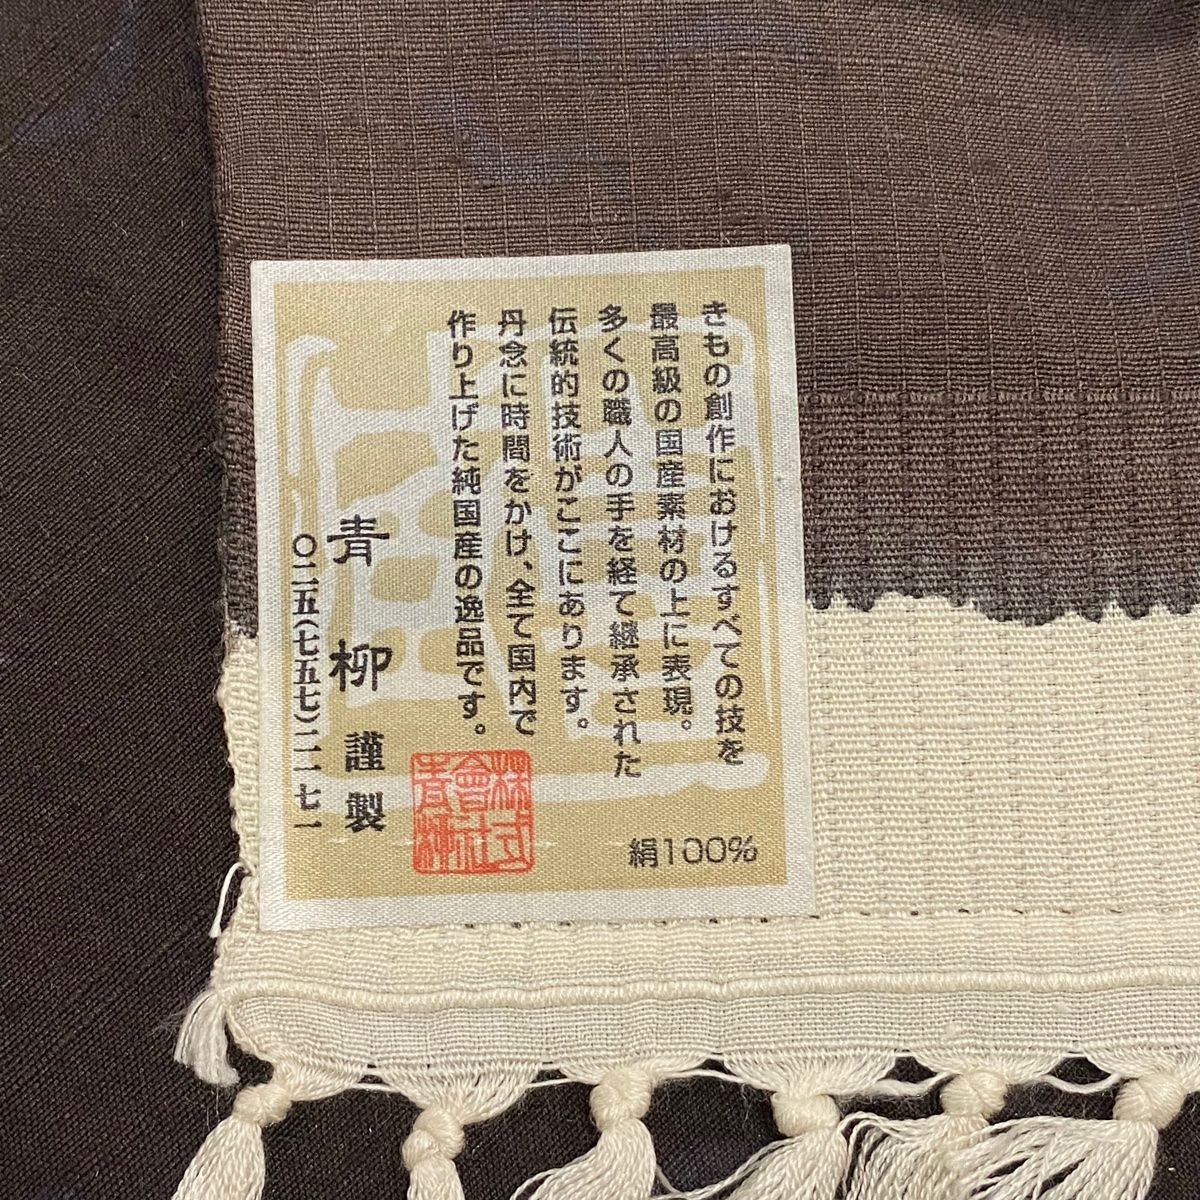 きもの創作におけるすべての技を
最高級の国産素材の上に表現。
多くの職人の手を経て継承された
伝統的技術がここにあります。
丹念に時間をかけ、全て国内で
作り上げた純国産の逸品です。
青柳謹製
〇二五(七五七)二一七一
株式
會社
青柳
絹100%